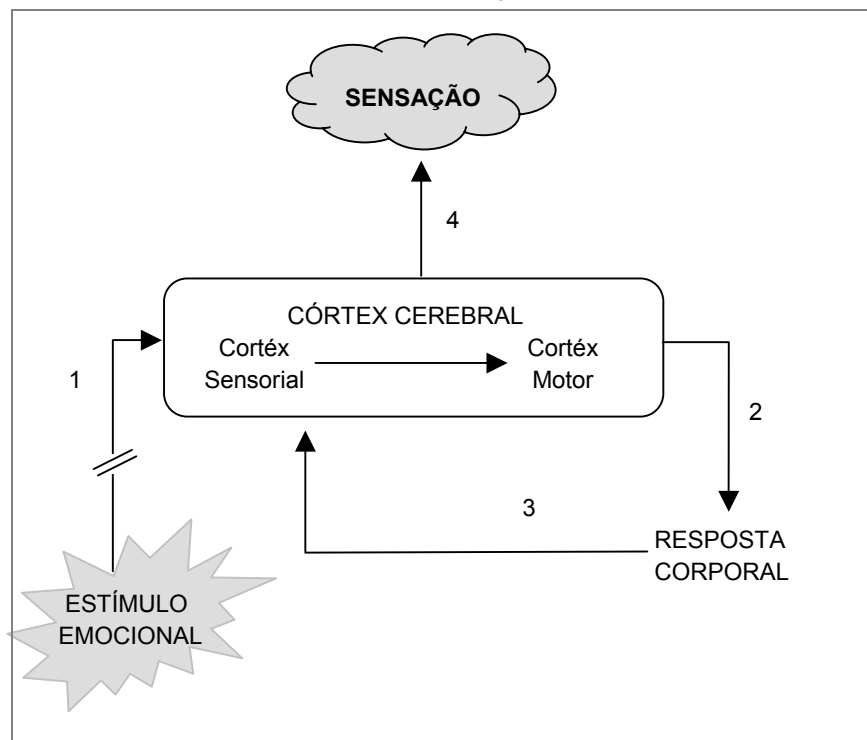 SENSAÇÃO
4
CÓRTEX CEREBRAL
Cortéx
Sensorial
Cortéx
Motor
1
2
3
RESPOSTA
CORPORAL
ESTÍMULO
EMOCIONAL